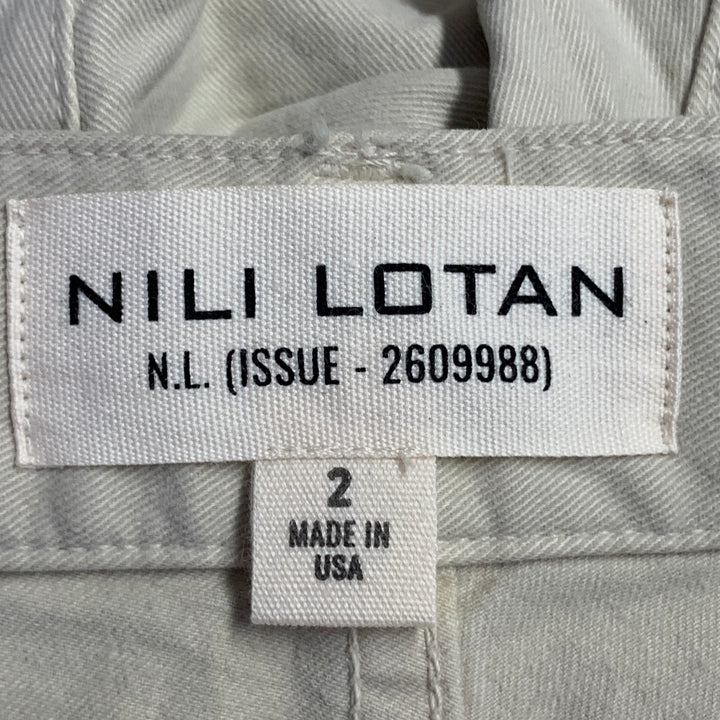 NILI LOTAN
N.L. (ISSUE - 2609988)
2
MADE IN
USA